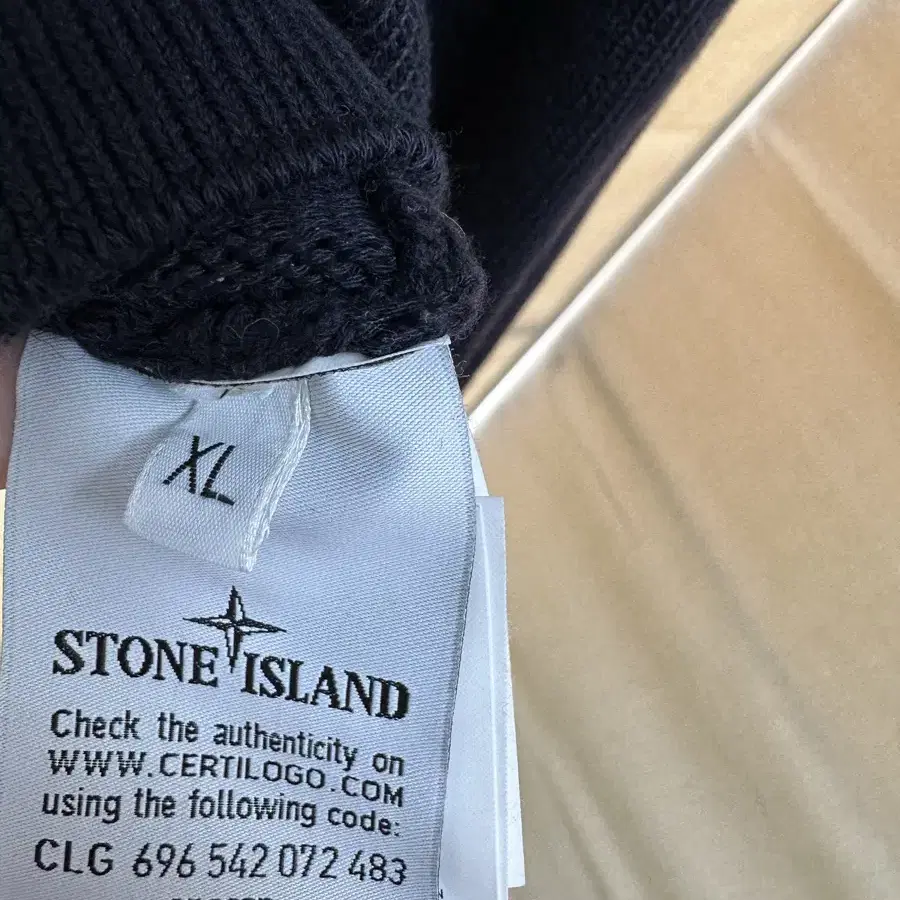 XL
STONE ISLAND
Check the authenticity on
WWW.CERTILOGO.COM
using the following code:
CLG 696 542 072 483